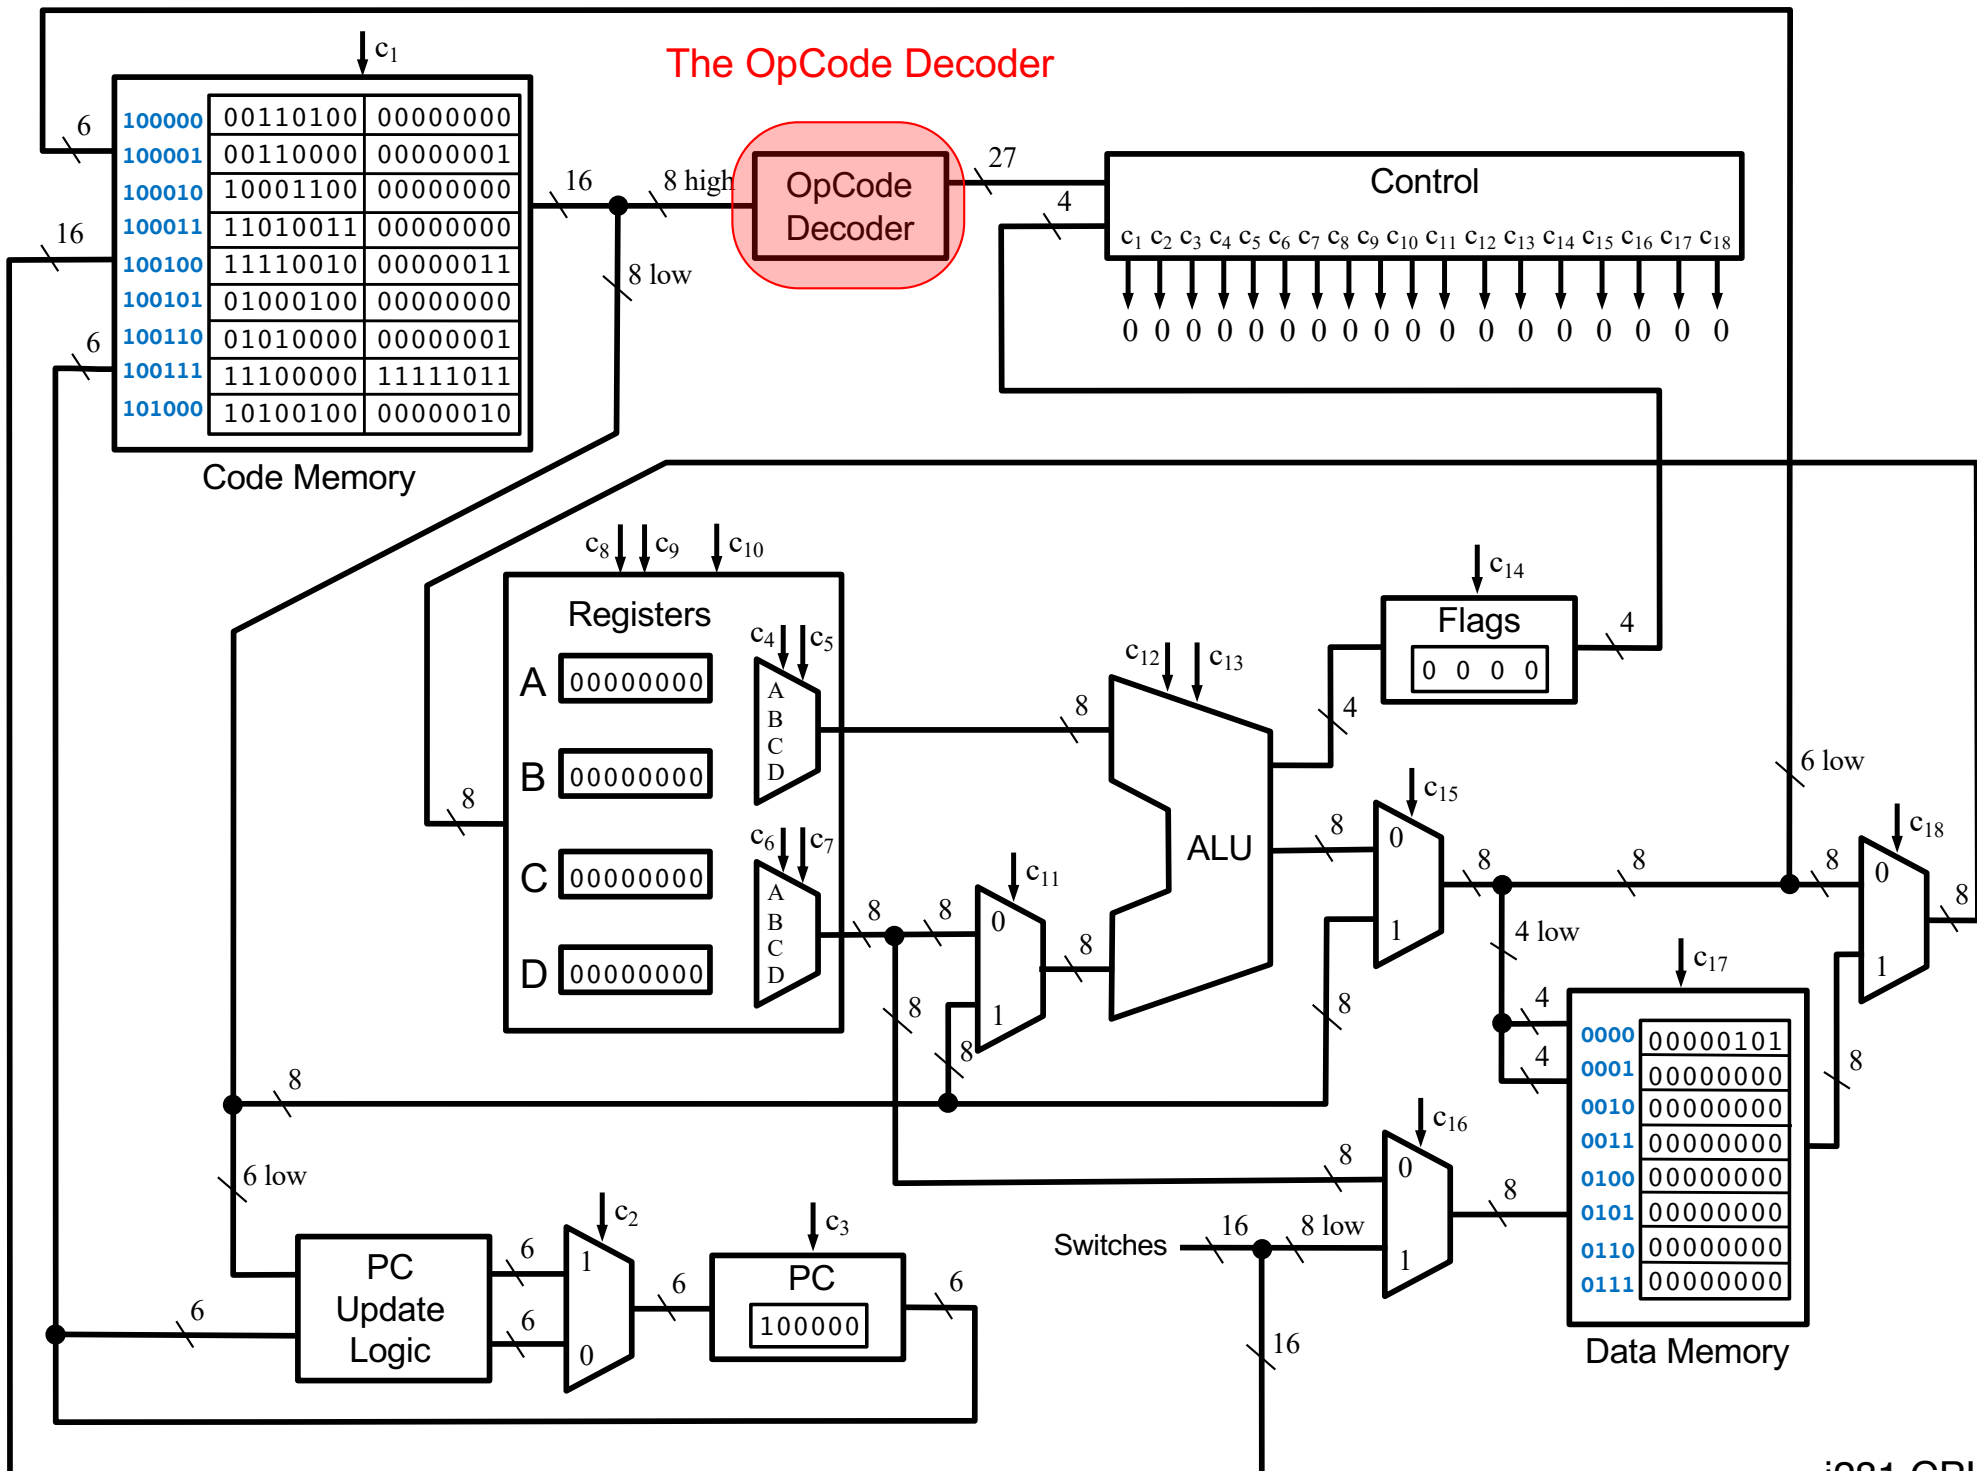 The OpCode Decoder
c1
6
16
6
100000 00110100 00000000
100001 00110000 00000001
100010 10001100 00000000
100011 11010011 00000000
100100 11110010 00000011
100101 01000100 00000000
100110 01010000 00000001
100111 11100000 11111011
101000 10100100 00000010
Code Memory
16
8 high
8 low
OpCode
Decoder
27
4
Control
c1 c2 c3 c4 c5 c6 c7 c8 c9 c10 c11 c12 c13 c14 c15 c16 c17 c18
0 0 0 0 0 0 0 0 0 0 0 0 0 0 0 0 0 0
c8 c9 c10
Registers
A 00000000
B 00000000
C 00000000
D 00000000
8
c4 c5
A
B
C
D
c6 c7
A
B
C
D
8
8
8
8
c11
0
1
8
8
c12 c13
ALU
c14
Flags
0 0 0 0
4
4
8
c15
0
1
8
8
8
6 low
8
c18
0
1
8
4 low
4
4
c17
0000 00000101
0001 00000000
0010 00000000
0011 00000000
0100 00000000
0101 00000000
0110 00000000
0111 00000000
Data Memory
8
8
6 low
PC
Update
Logic
6
6
6
c2
1
0
6
c3
PC
100000
6
Switches
16
8 low
16
8
c16
0
1
8